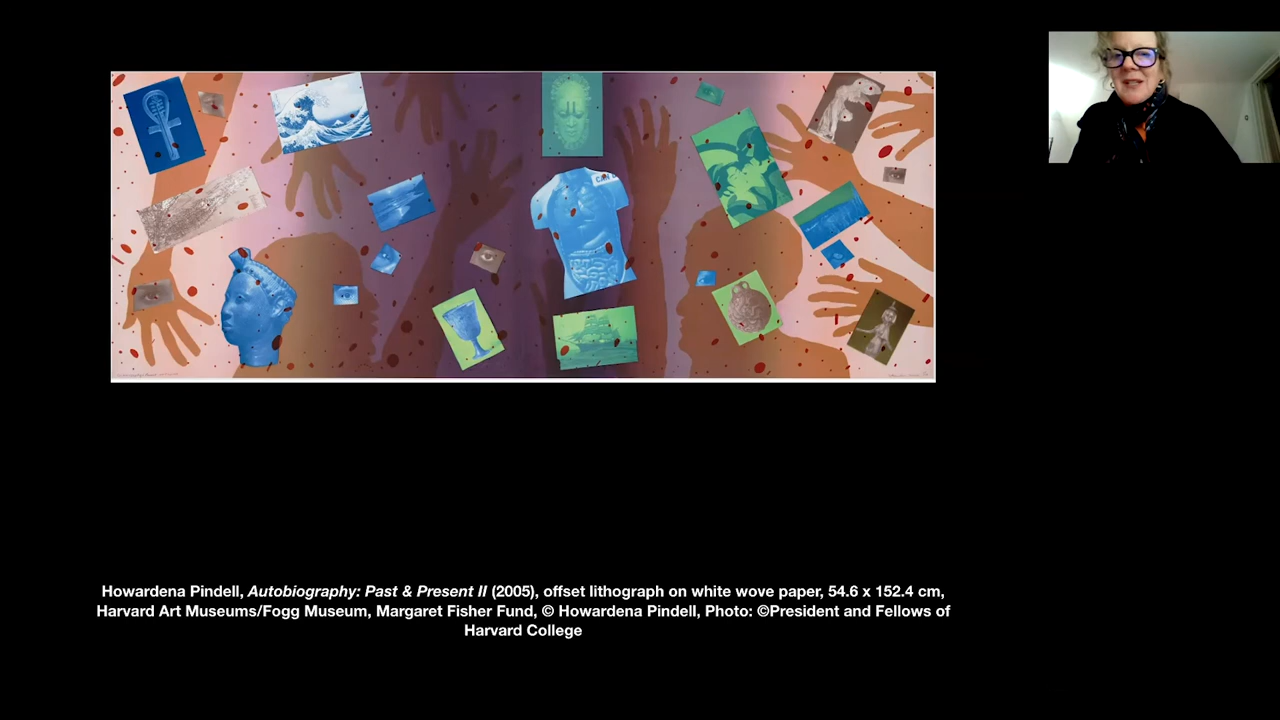 Howardena Pindell, Autobiography: Past & Present II (2005), offset lithograph on white wove paper, 54.6 x 152.4 cm,
Harvard Art Museums/Fogg Museum, Margaret Fisher Fund, © Howardena Pindell, Photo: ©President and Fellows of
Harvard College